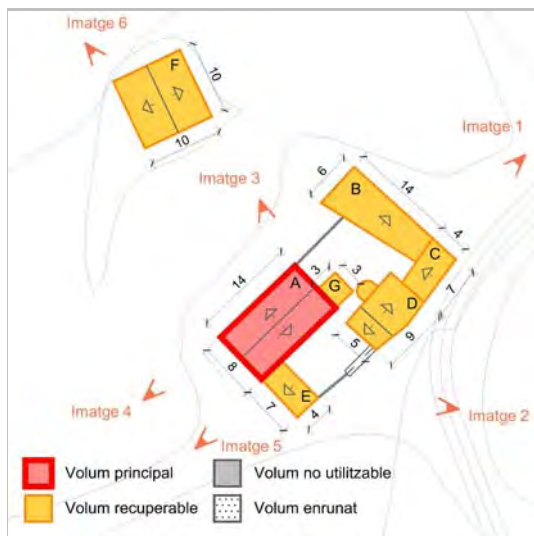 Imatge 6
F
10
10
Imatge 1
6
14
B
Imatge 3
4
C
14
3
3
A
G
7
D
5
9
8
7
E
4
Imatge 4
Imatge 2
Imatge 5
Volum principal
Volum no utilitzable
Volum recuperable
Volum enrunat